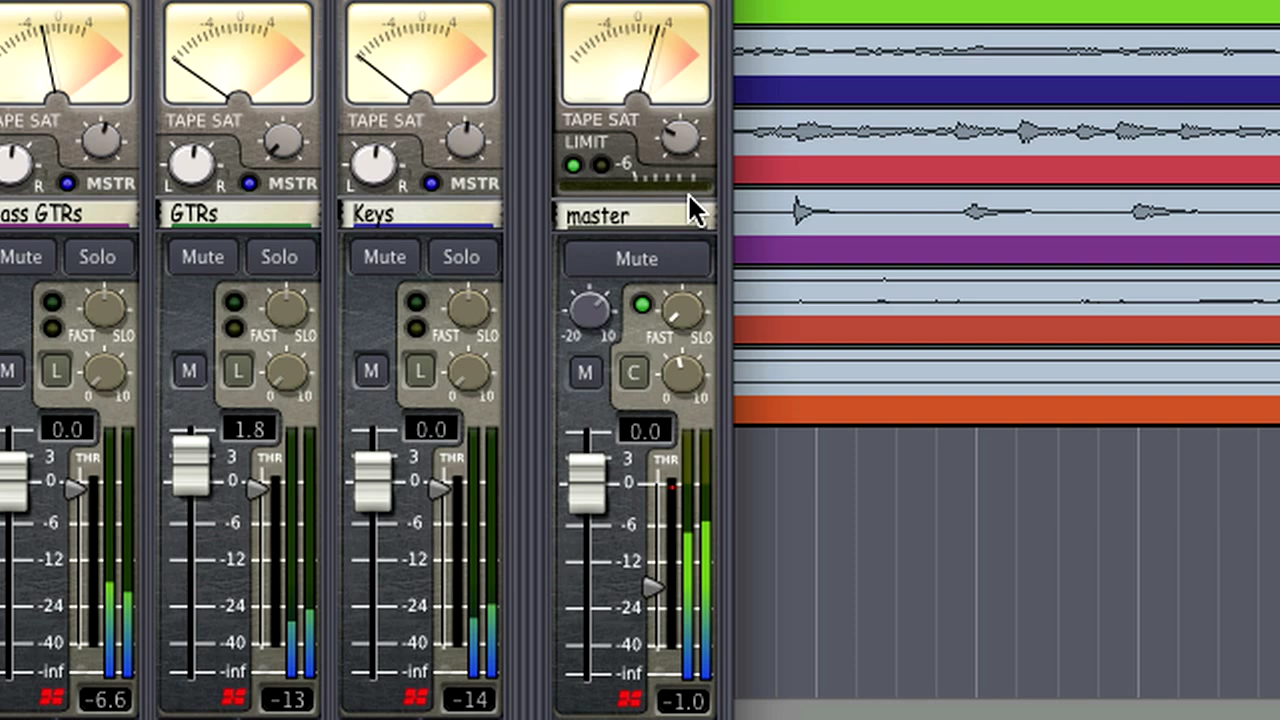 -4 0 4 -4 0 4 -4 0 4 -4 0 4
TAPE SAT TAPE SAT TAPE SAT TAPE SAT
LIMIT
-6
R MSTR L R MSTR L R MSTR
ass GTRs GTRs Keys master
Mute Solo Mute Solo Mute Solo Mute
FAST SLO FAST SLO FAST SLO -20 10 FAST SLO
M L M L M L M C
0 10 0 10 0 10 0 10
0.0 1.8 0.0 0.0
3 THR 3 THR 3 THR 3 THR
0 0 0 0
-6 -6 -6 -6
-12 -12 -12 -12
-24 -24 -24 -24
-40 -40 -40 -40
-inf -inf -inf -inf
-6.6 -13 -14 -1.0